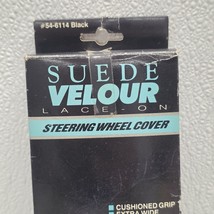 #54-6114 Black
SUEDE
VELOUR
LACE-ON
STEERING WHEEL COVER
CUSHIONED GRIP
EXTRA WIDE